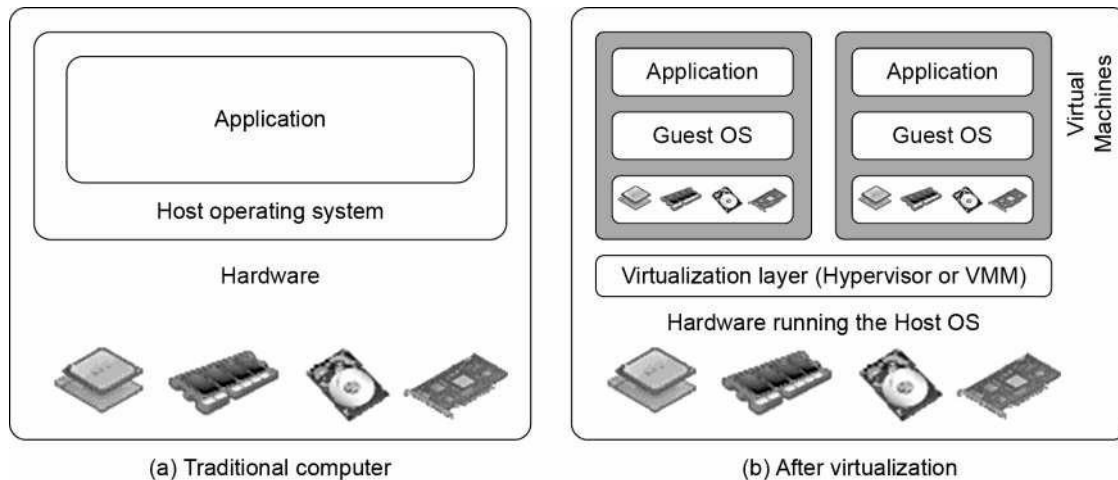 Application
Host operating system
Hardware
(a) Traditional computer
Application
Guest OS
Application
Guest OS
Virtual
Machines
Virtualization layer (Hypervisor or VMM)
Hardware running the Host OS
(b) After virtualization